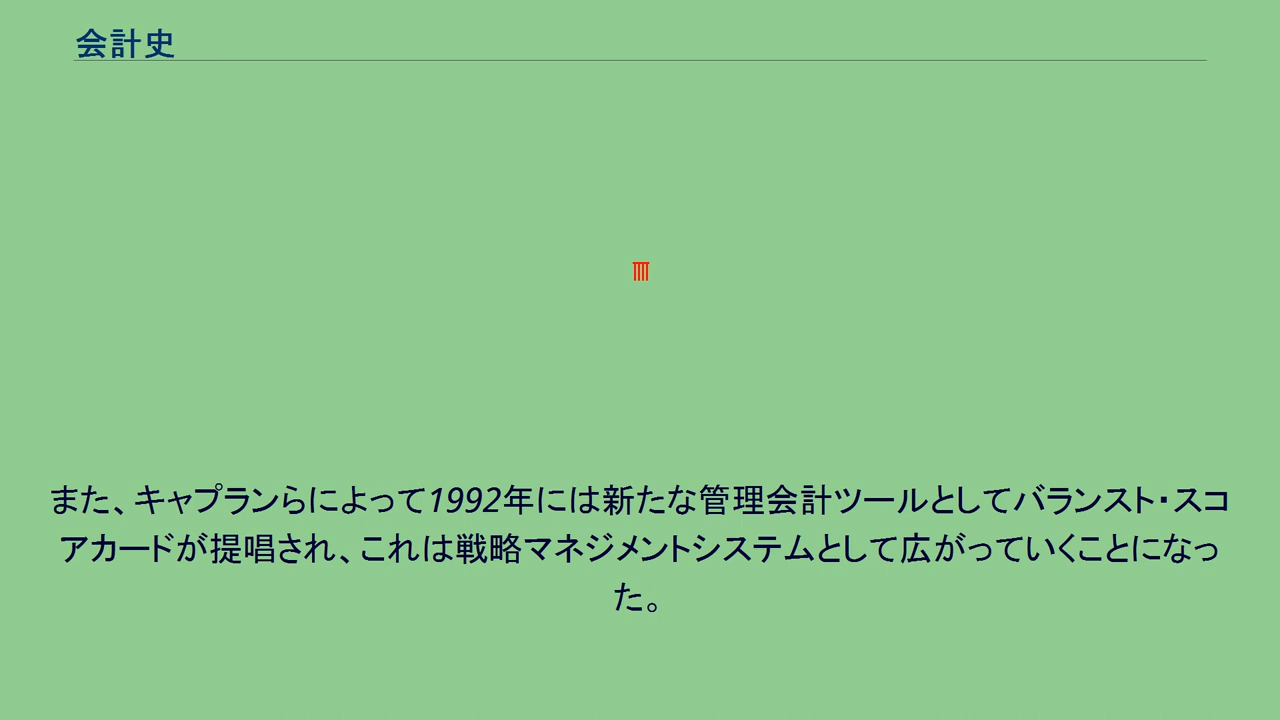 会計史
また、キャプランらによって1992年には新たな管理会計ツールとしてバランスト・スコ
アカードが提唱され、これは戦略マネジメントシステムとして広がっていくことになっ
た。